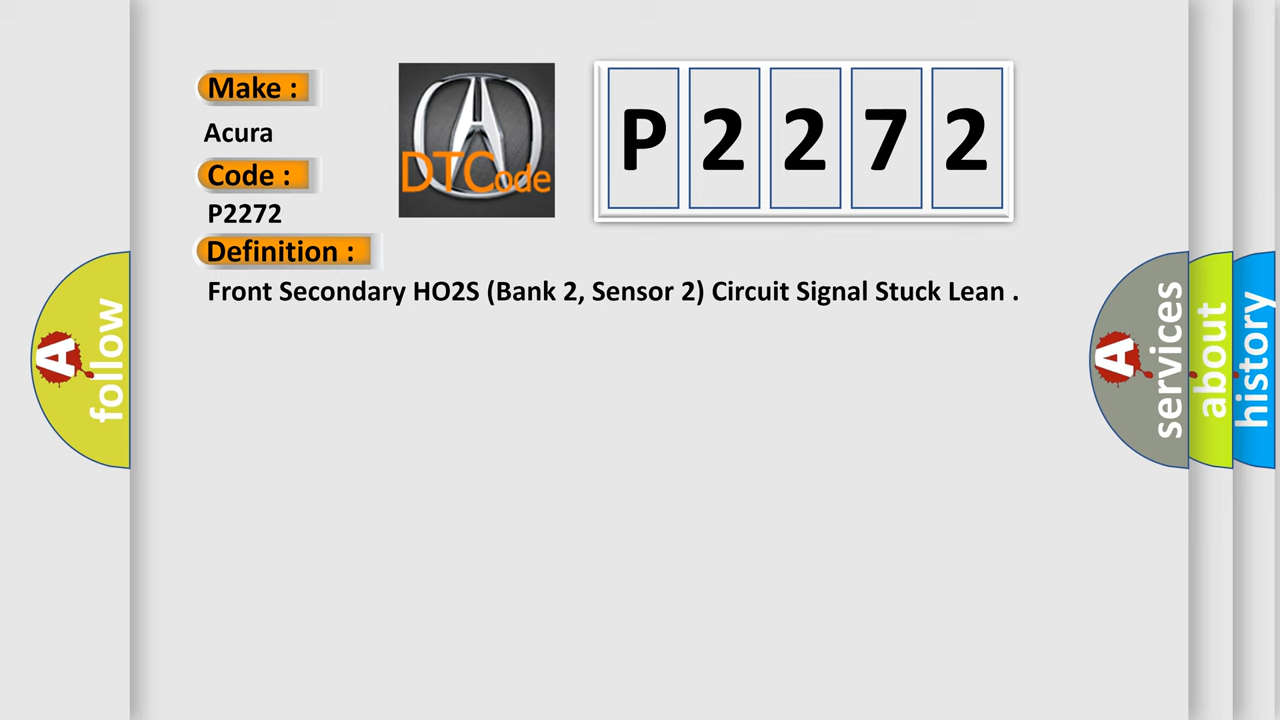 Make :
Acura
Code :
P2272
Definition :
Front Secondary HO2S (Bank 2, Sensor 2) Circuit Signal Stuck Lean .
DTCode
P 2 2 7 2
A follow
A services
about
history